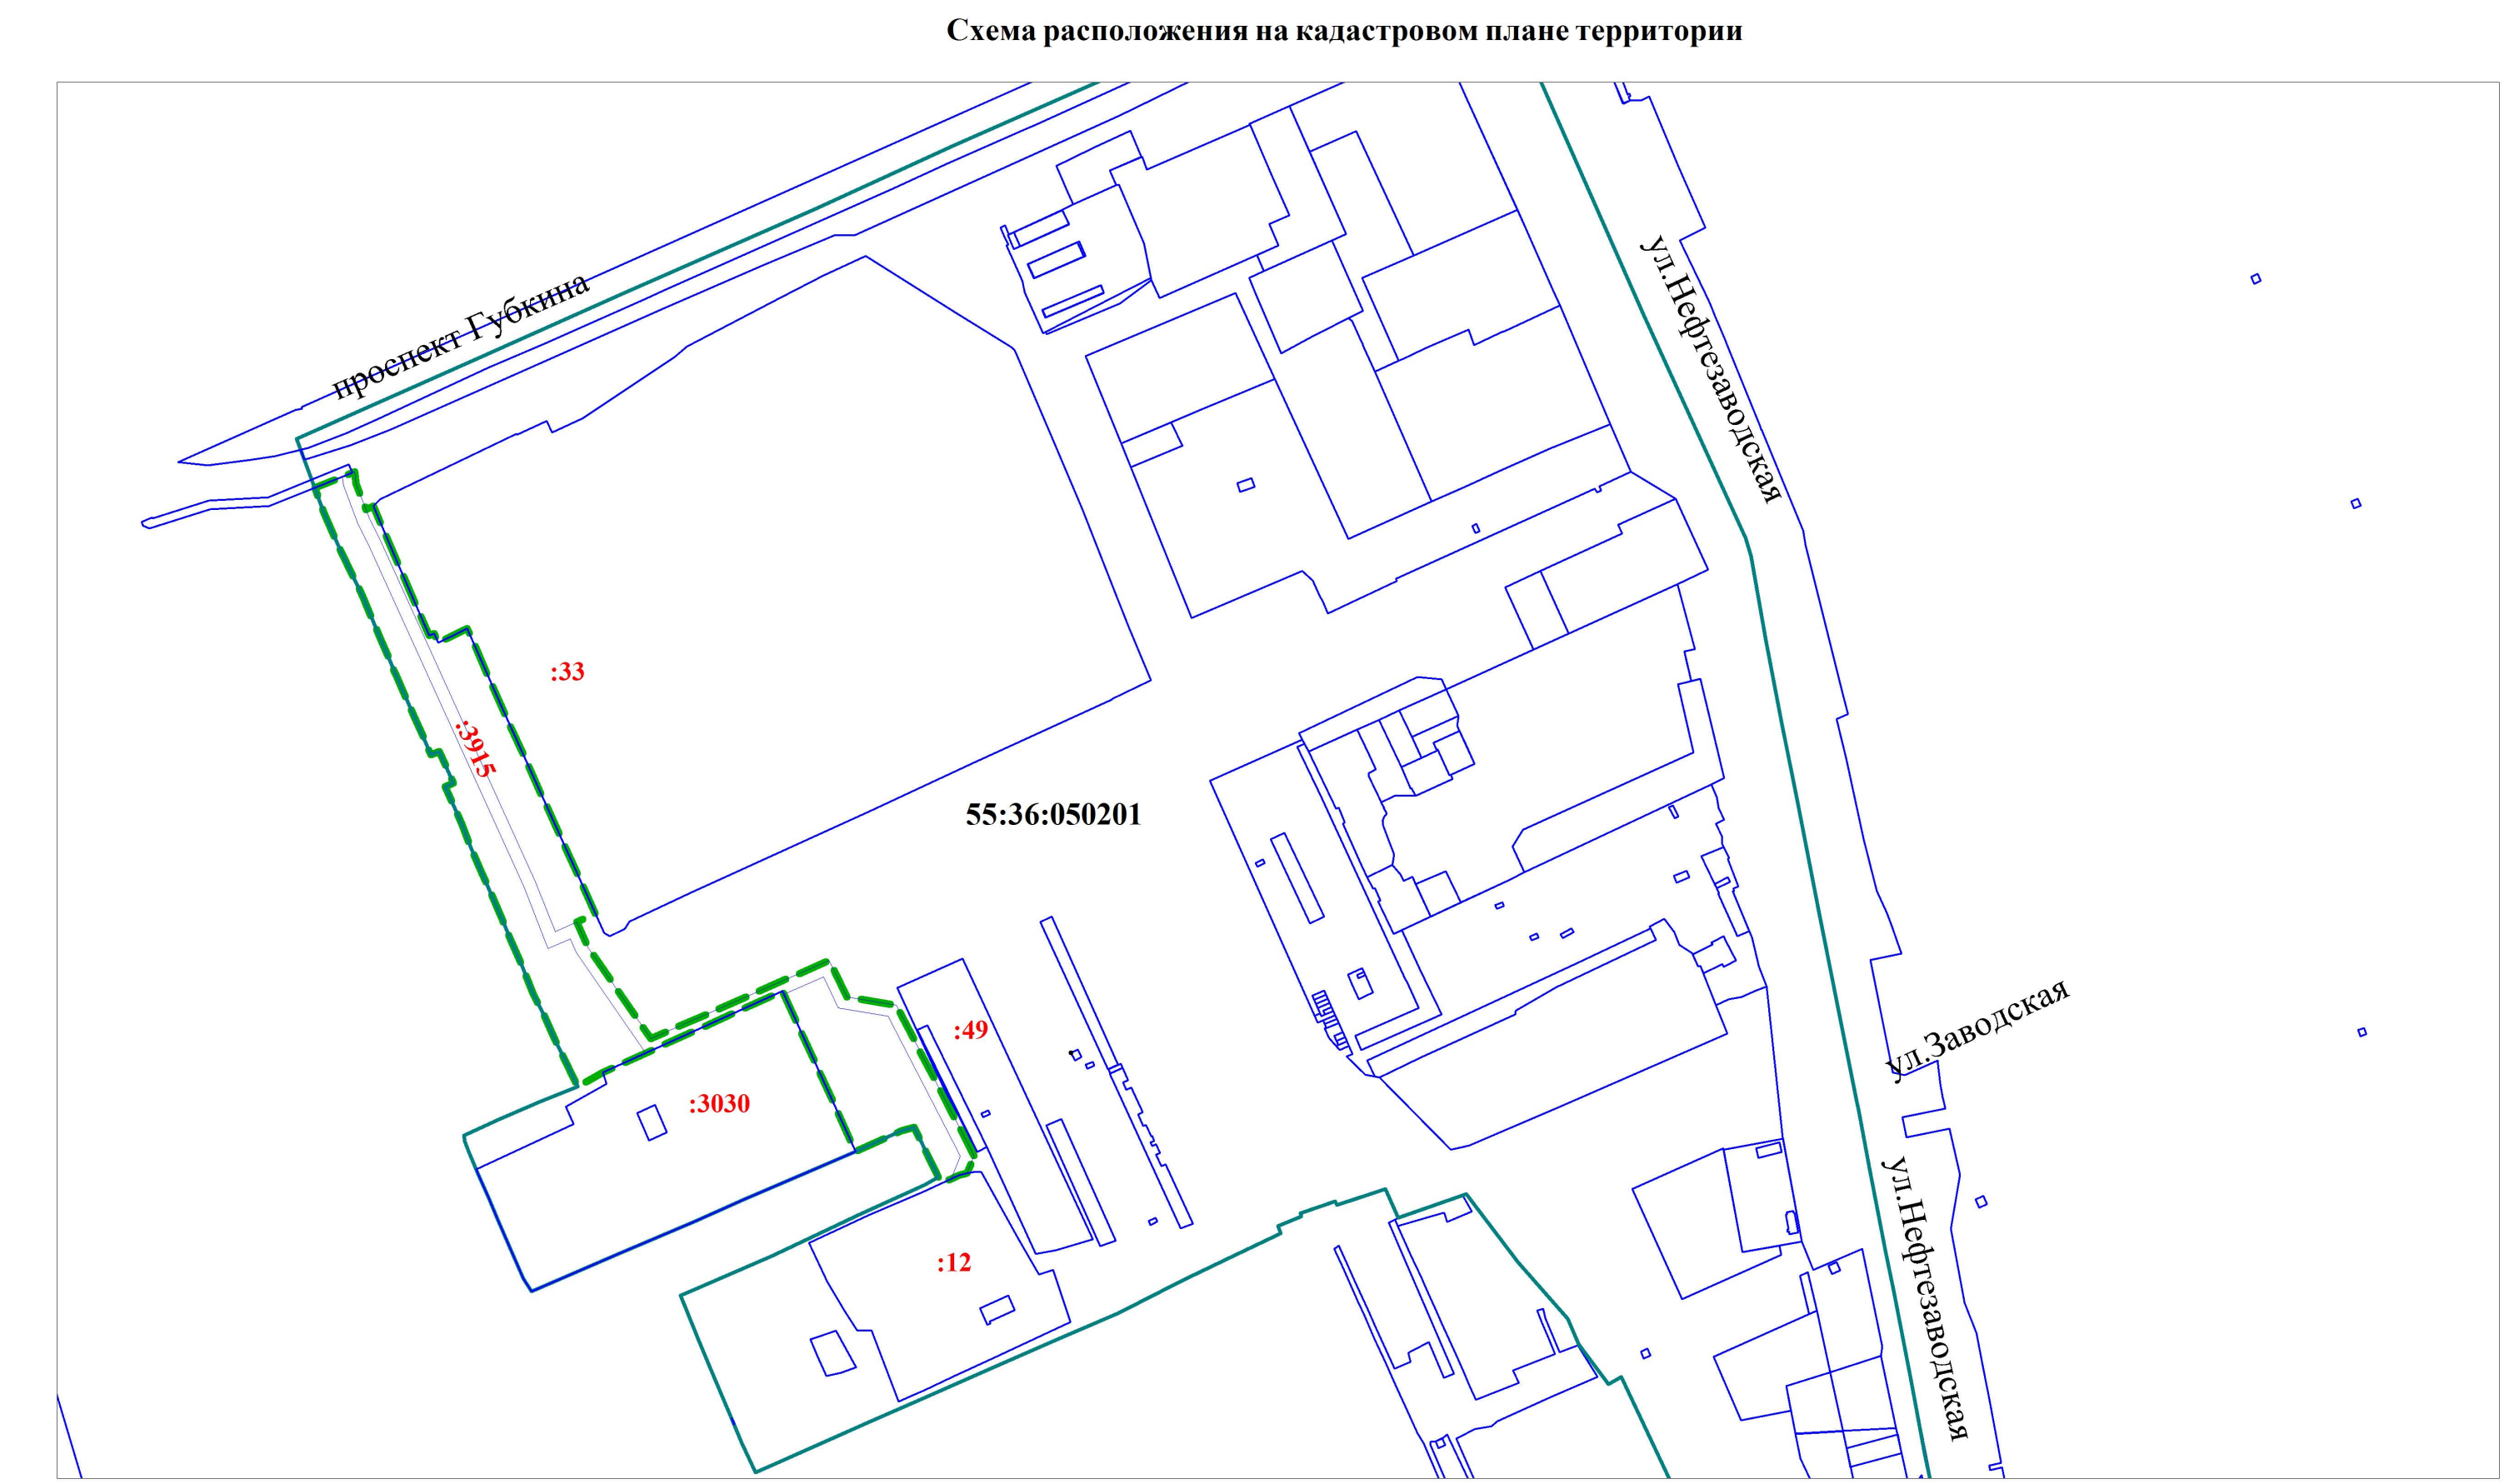 Схема расположения на кадастровом плане территории
проспект Губкина
ул.Нефтезаводская
:33
:3915
55:36:050201
:49
ул.Заводская
:3030
:12
ул.Нефтезаводская